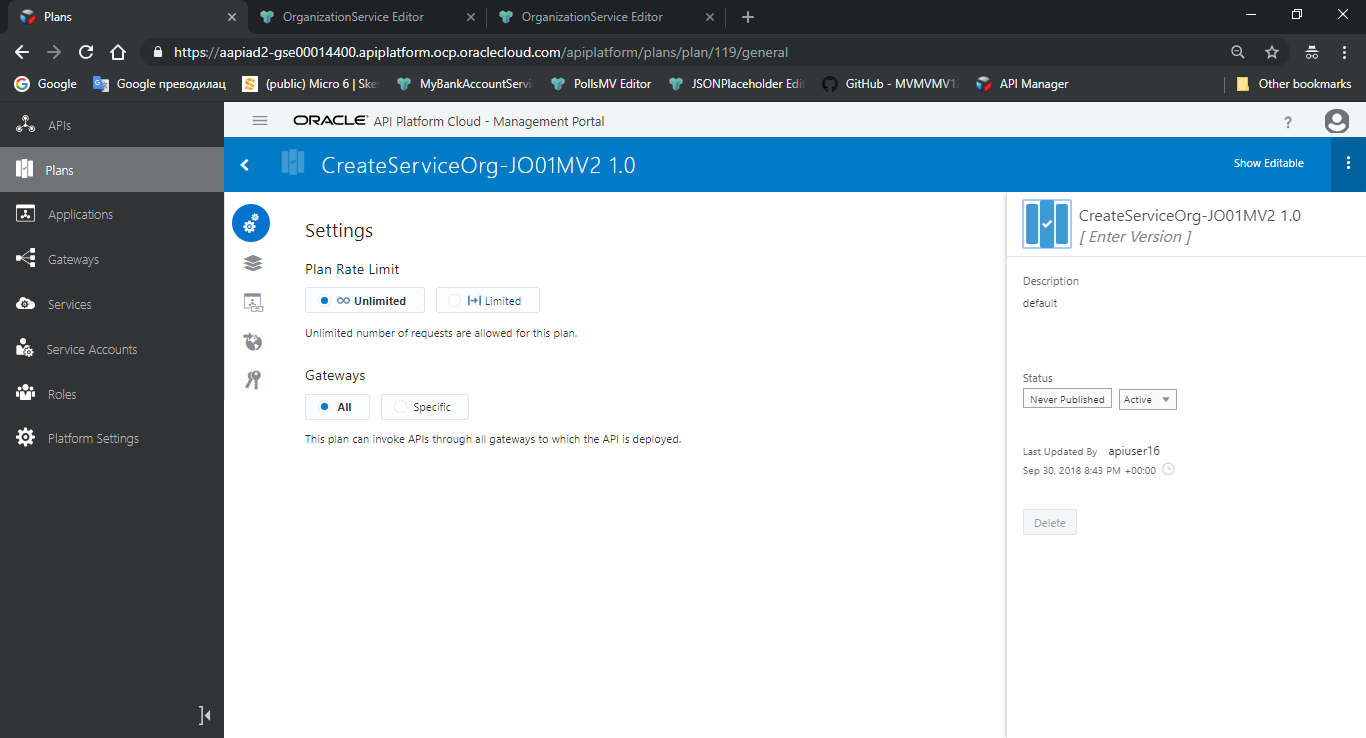 Plans
OrganizationService Editor
OrganizationService Editor
https://aapiad2-gse00014400.apiplatform.ocp.oraclecloud.com/apiplatform/plans/plan/119/general
Google
Google преводилац
(public) Micro 6 | Ske
MyBankAccountServi
PollsMV Editor
JSONPlaceholder Edit
GitHub - MVMVMV12
API Manager
Other bookmarks
APIs
Plans
Applications
Gateways
Services
Service Accounts
Roles
Platform Settings
ORACLE API Platform Cloud - Management Portal
?
CreateServiceOrg-JO01MV2 1.0
Show Editable
Settings
Plan Rate Limit
Unlimited
Limited
Unlimited number of requests are allowed for this plan.
Gateways
All
Specific
This plan can invoke APIs through all gateways to which the API is deployed.
CreateServiceOrg-JO01MV2 1.0
[ Enter Version ]
Description
default
Status
Never Published
Active
Last Updated By apiuser16
Sep 30, 2018 8:43 PM +00:00
Delete